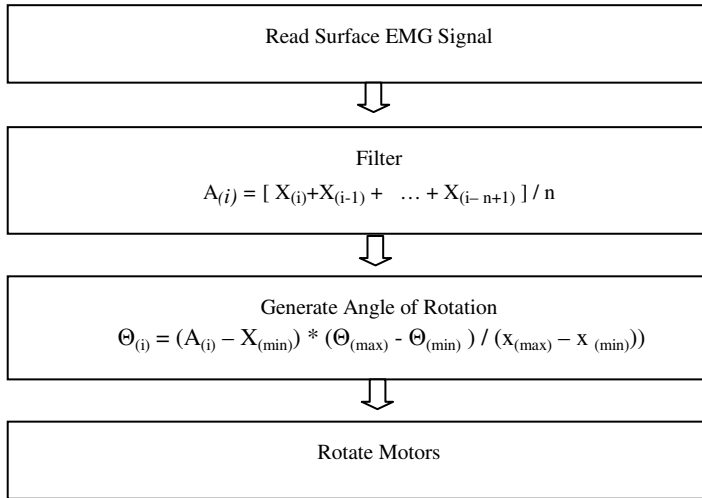 Read Surface EMG Signal
Filter
A(i) = [ X(i)+X(i-1) + … + X(i– n+1) ] / n
Generate Angle of Rotation
Θ(i) = (A(i) – X(min)) * (Θ(max) - Θ(min) ) / (x(max) – x (min))
Rotate Motors